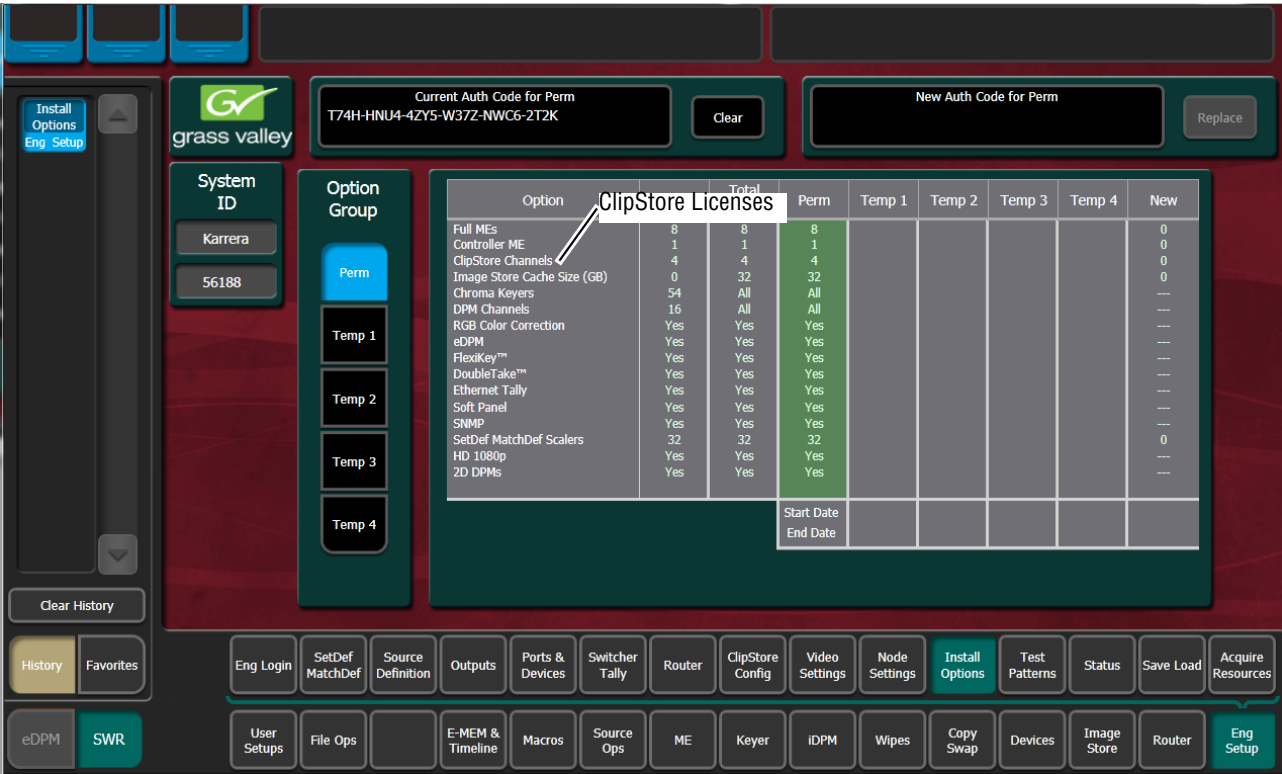 Install
Options
Eng Setup
grass valley
Current Auth Code for Perm
T74H-HNU4-4ZY5-W37Z-NWC6-2T2K
Clear
New Auth Code for Perm
Replace
System
ID
Karrera
56188
Option
Group
Perm
Temp 1
Temp 2
Temp 3
Temp 4
ClipStore Licenses
Option Total Perm Temp 1 Temp 2 Temp 3 Temp 4 New
Full MEs 8 8 8 0
Controller ME 1 1 1 0
ClipStore Channels 4 4 4 0
Image Store Cache Size (GB) 0 32 32 0
Chroma Keyers 54 All All ---
DPM Channels 16 All All ---
RGB Color Correction Yes Yes Yes ---
eDPM Yes Yes Yes ---
FlexiKey™ Yes Yes Yes ---
DoubleTake™ Yes Yes Yes ---
Ethernet Tally Yes Yes Yes ---
Soft Panel Yes Yes Yes ---
SNMP Yes Yes Yes ---
SetDef MatchDef Scalers 32 32 32 0
HD 1080p Yes Yes Yes ---
2D DPMs Yes Yes Yes ---
Start Date
End Date
Clear History
History Favorites
Eng Login
SetDef
MatchDef
Source
Definition
Outputs
Ports &
Devices
Switcher
Tally
Router
ClipStore
Config
Video
Settings
Node
Settings
Install
Options
Test
Patterns
Status
Save Load
Acquire
Resources
eDPM SWR
User
Setups
File Ops
E-MEM &
Timeline
Macros
Source
Ops
ME
Keyer
iDPM
Wipes
Copy
Swap
Devices
Image
Store
Router
Eng
Setup